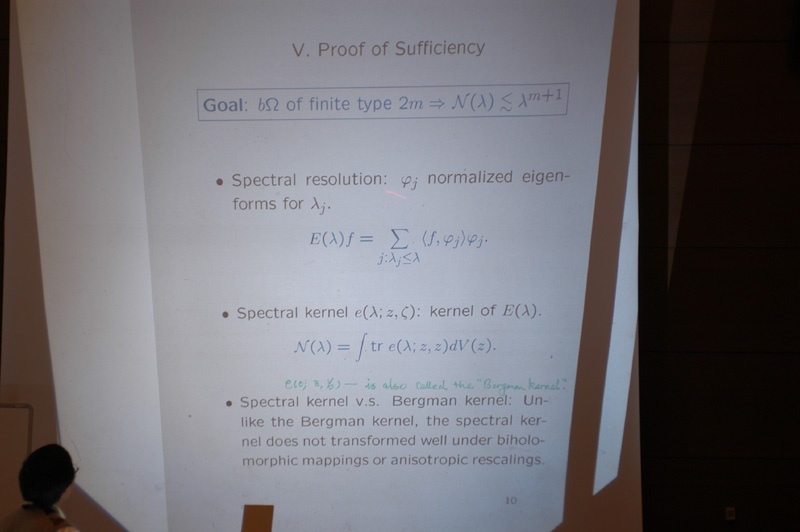 V. Proof of Sufficiency
Goal: bΩ of finite type 2m ⇒ N(λ) ≲ λ^{m+1}
• Spectral resolution: φ_j normalized eigen-
forms for λ_j.
E(λ)f = ∑_{j:λ_j≤λ} ⟨f, φ_j⟩φ_j.
• Spectral kernel e(λ; z, ζ): kernel of E(λ).
N(λ) = ∫ tr e(λ; z, z)dV(z).
e(0; z, ζ) — is also called the "Bergman kernel".
• Spectral kernel v.s. Bergman kernel: Un-
like the Bergman kernel, the spectral ker-
nel does not transformed well under biholo-
morphic mappings or anisotropic rescalings.
10